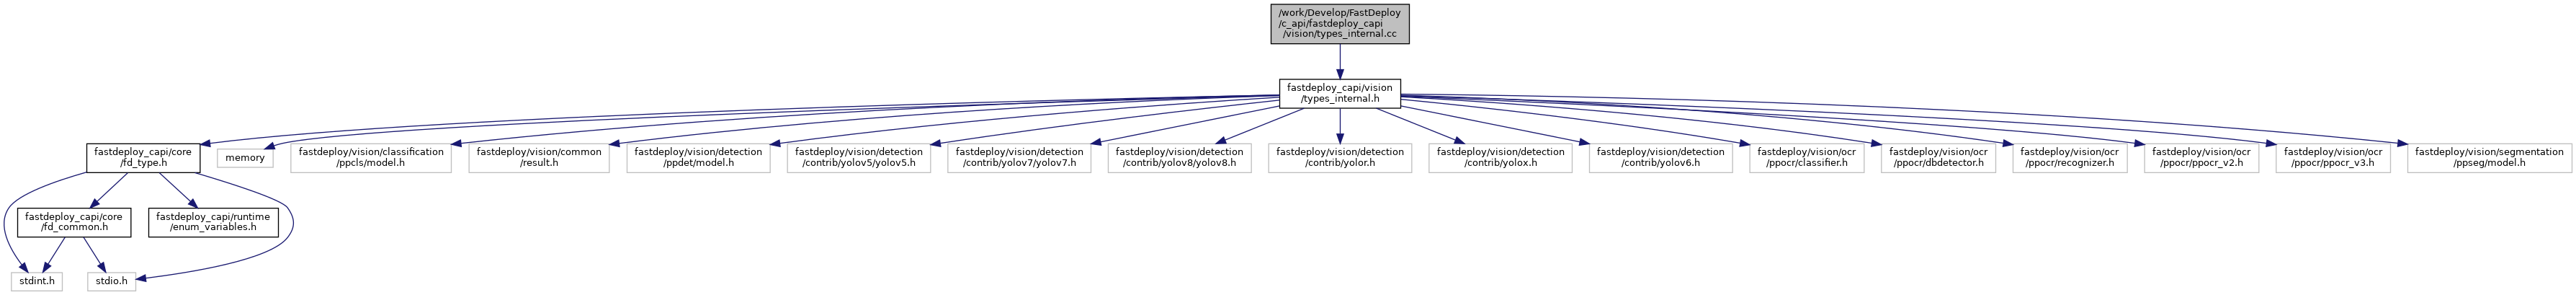 /work/Develop/FastDeploy
/c_api/fastdeploy_capi
/vision/types_internal.cc
fastdeploy_capi/vision
/types_internal.h
fastdeploy_capi/core
/fd_type.h
memory
fastdeploy/vision/classification
/ppcls/model.h
fastdeploy/vision/common
/result.h
fastdeploy/vision/detection
/ppdet/model.h
fastdeploy/vision/detection
/contrib/yolov5/yolov5.h
fastdeploy/vision/detection
/contrib/yolov7/yolov7.h
fastdeploy/vision/detection
/contrib/yolov8/yolov8.h
fastdeploy/vision/detection
/contrib/yolor.h
fastdeploy/vision/detection
/contrib/yolox.h
fastdeploy/vision/detection
/contrib/yolov6.h
fastdeploy/vision/ocr
/ppocr/classifier.h
fastdeploy/vision/ocr
/ppocr/dbdetector.h
fastdeploy/vision/ocr
/ppocr/recognizer.h
fastdeploy/vision/ocr
/ppocr/ppocr_v2.h
fastdeploy/vision/ocr
/ppocr/ppocr_v3.h
fastdeploy/vision/segmentation
/ppseg/model.h
fastdeploy_capi/core
/fd_common.h
fastdeploy_capi/runtime
/enum_variables.h
stdint.h
stdio.h